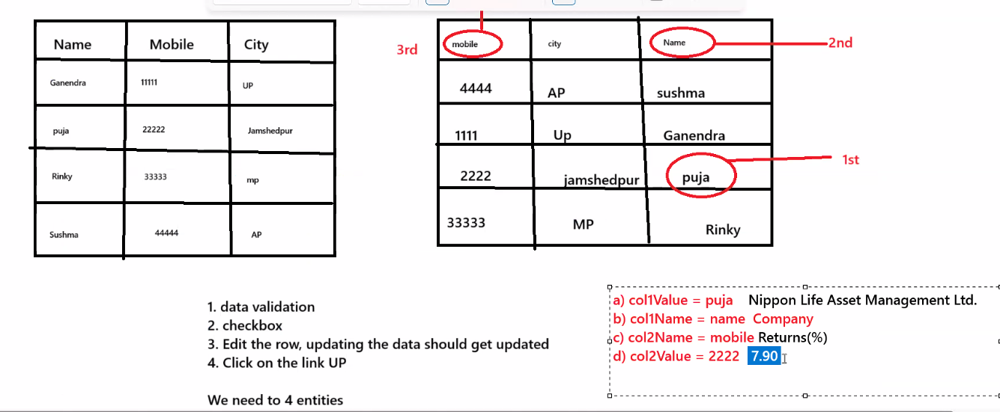 Name Mobile City
Ganendra 11111 UP
puja 22222 Jamshedpur
Rinky 33333 mp
Sushma 44444 AP
3rd
mobile city Name
2nd
4444 AP sushma
1111 Up Ganendra
1st
2222 jamshedpur puja
33333 MP Rinky
1. data validation
2. checkbox
3. Edit the row, updating the data should get updated
4. Click on the link UP
We need to 4 entities
a) col1Value = puja Nippon Life Asset Management Ltd.
b) col1Name = name Company
c) col2Name = mobile Returns(%)
d) col2Value = 2222 7.90